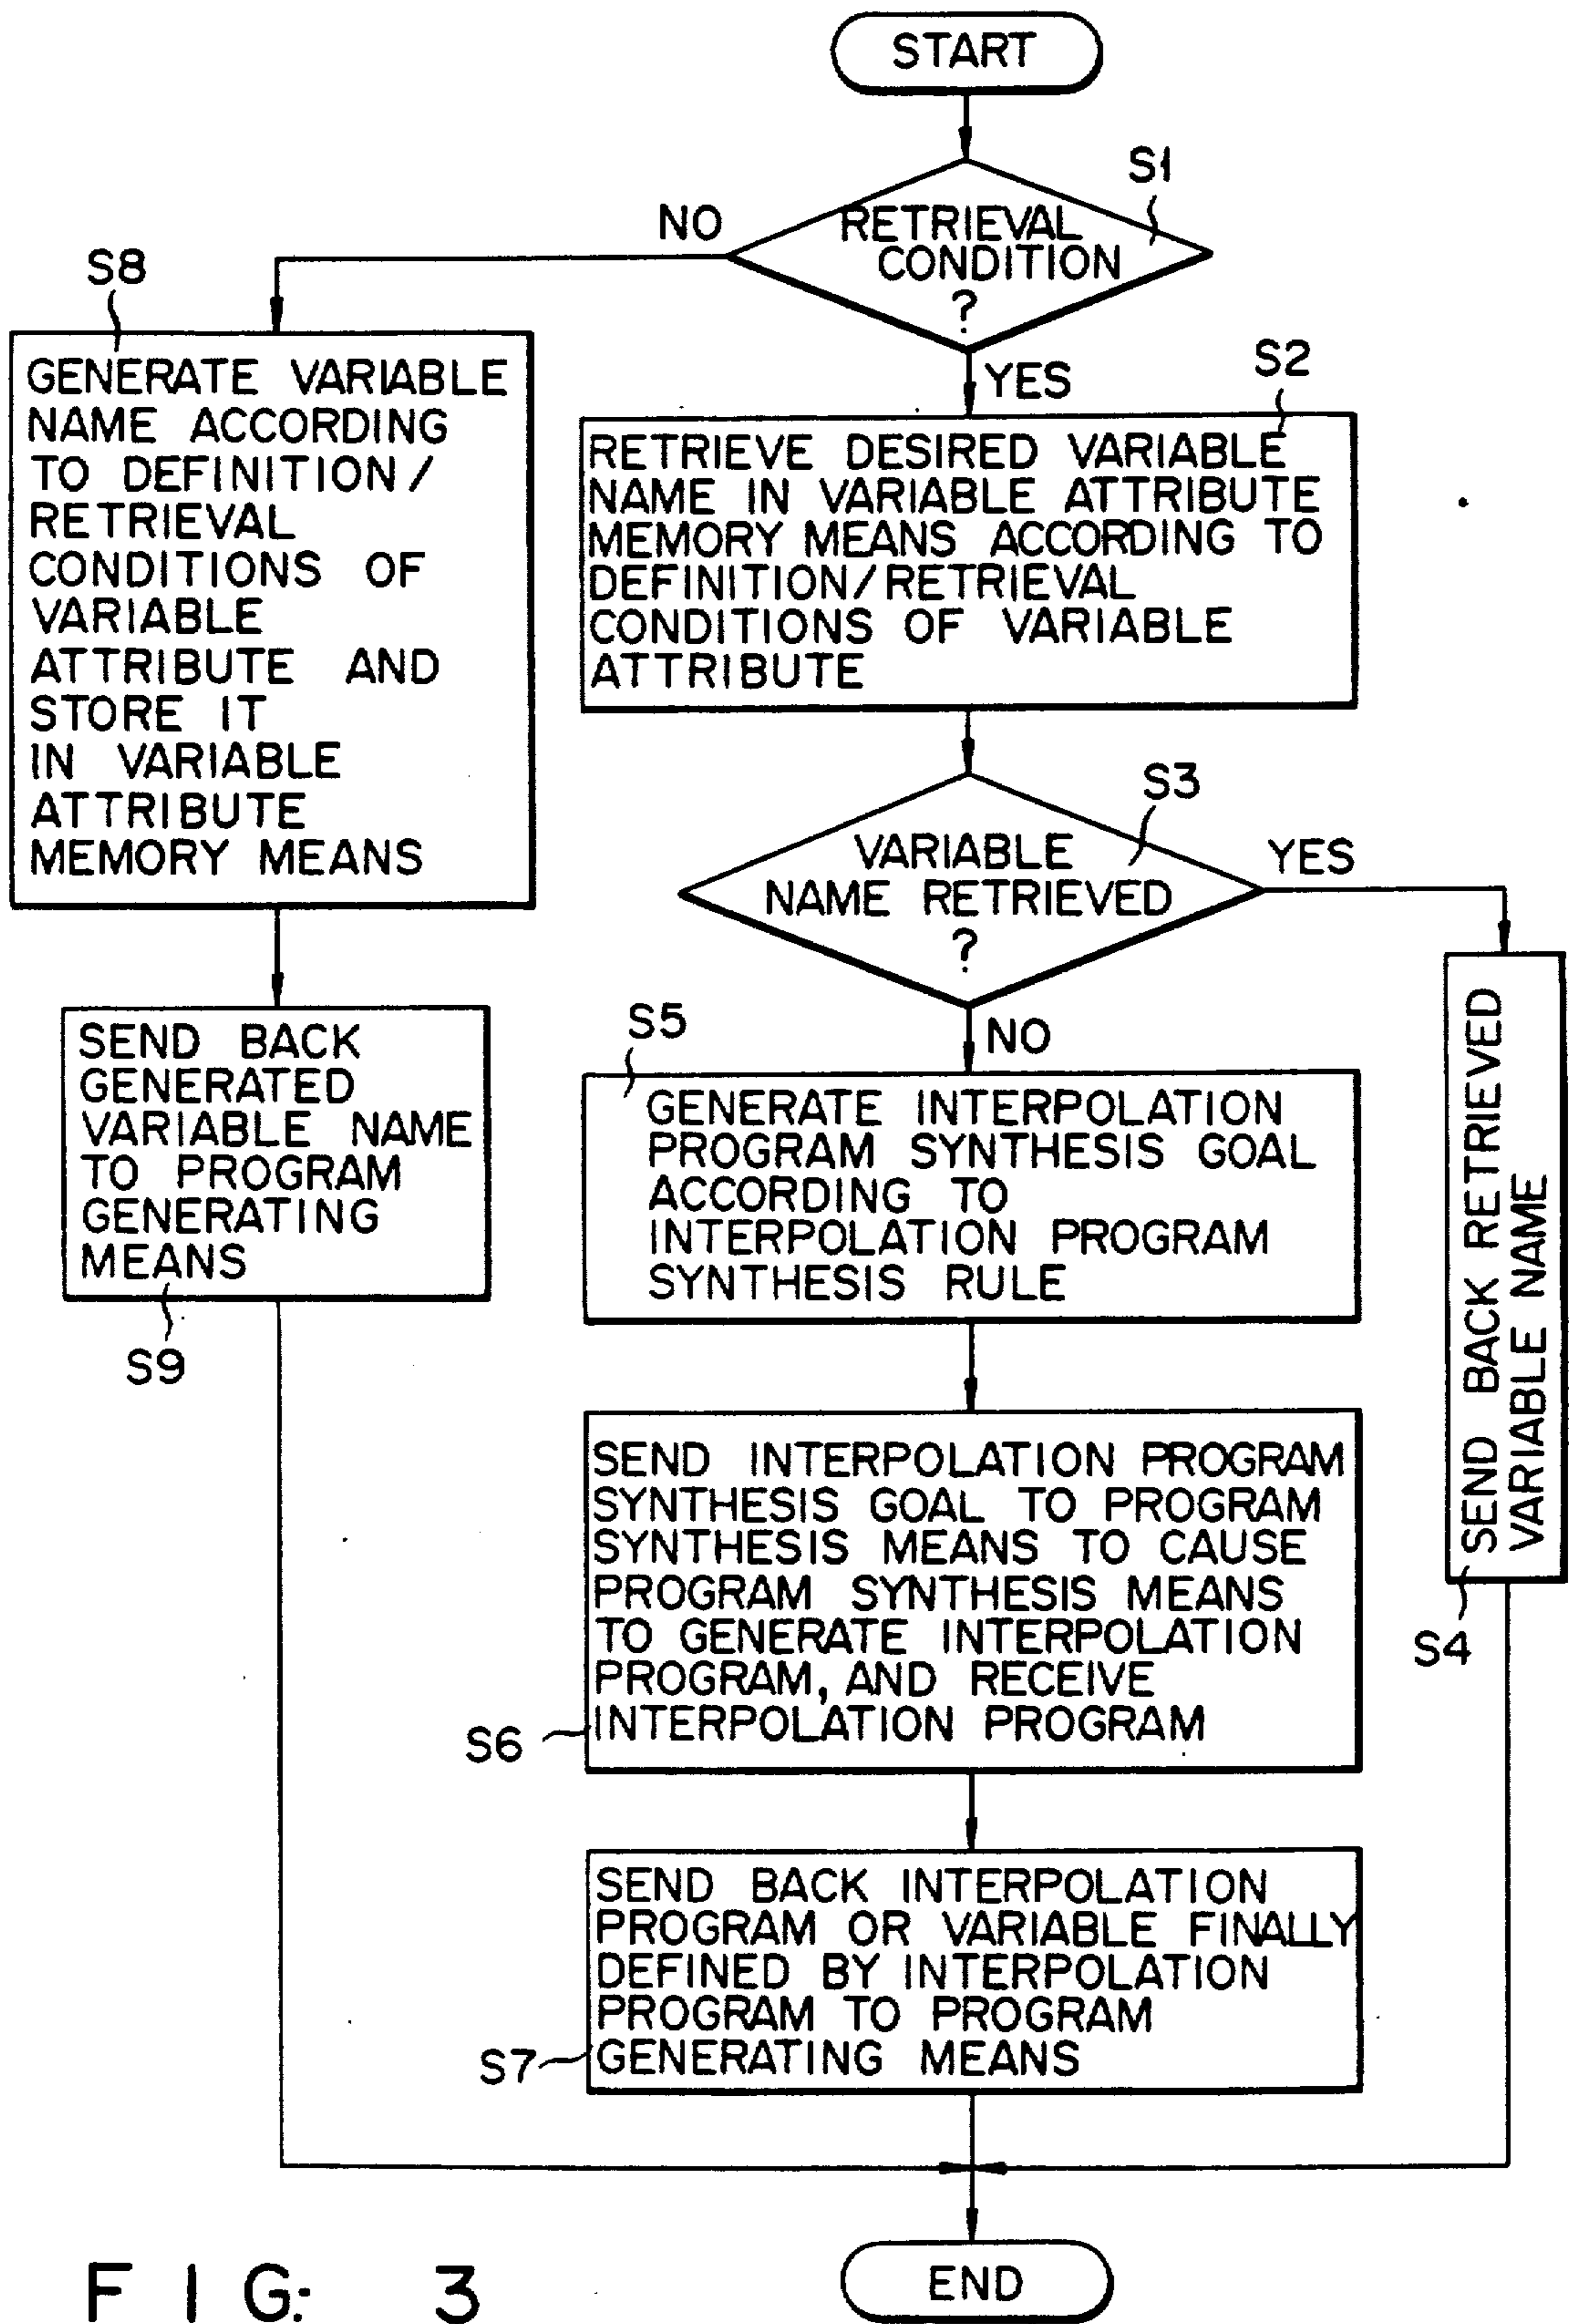 START
S1
RETRIEVAL
CONDITION
?
NO
YES
S8
GENERATE VARIABLE
NAME ACCORDING
TO DEFINITION/
RETRIEVAL
CONDITIONS OF
VARIABLE
ATTRIBUTE AND
STORE IT
IN VARIABLE
ATTRIBUTE
MEMORY MEANS
S2
RETRIEVE DESIRED VARIABLE
NAME IN VARIABLE ATTRIBUTE
MEMORY MEANS ACCORDING TO
DEFINITION/RETRIEVAL
CONDITIONS OF VARIABLE
ATTRIBUTE
S3
VARIABLE
NAME RETRIEVED
?
YES
NO
SEND BACK
GENERATED
VARIABLE NAME
TO PROGRAM
GENERATING
MEANS
S9
S5
GENERATE INTERPOLATION
PROGRAM SYNTHESIS GOAL
ACCORDING TO
INTERPOLATION PROGRAM
SYNTHESIS RULE
SEND BACK RETRIEVED
VARIABLE NAME
S4
SEND INTERPOLATION PROGRAM
SYNTHESIS GOAL TO PROGRAM
SYNTHESIS MEANS TO CAUSE
PROGRAM SYNTHESIS MEANS
TO GENERATE INTERPOLATION
PROGRAM, AND RECEIVE
INTERPOLATION PROGRAM
S6
SEND BACK INTERPOLATION
PROGRAM OR VARIABLE FINALLY
DEFINED BY INTERPOLATION
PROGRAM TO PROGRAM
GENERATING MEANS
S7
END
FIG. 3